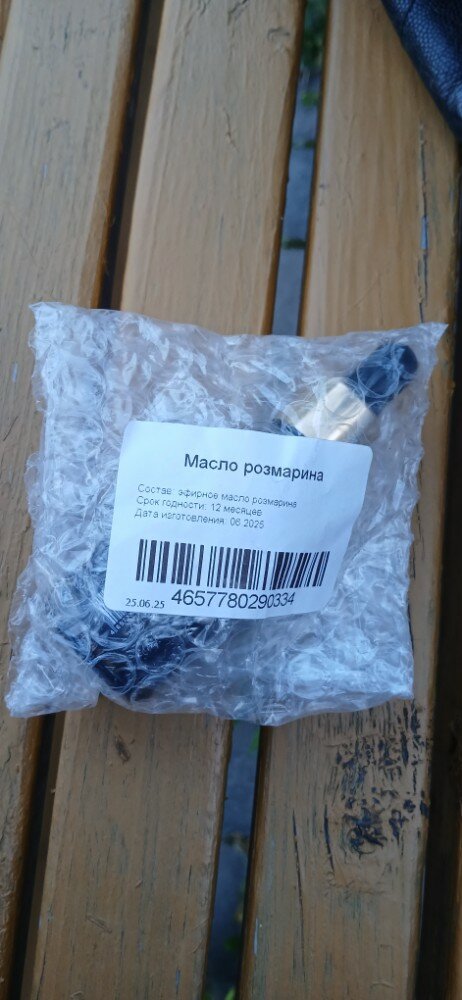 Масло розмарина
Состав: эфирное масло розмарина
Срок годности: 12 месяцев
Дата изготовления: 06.2025
25.06.25 4657780290334